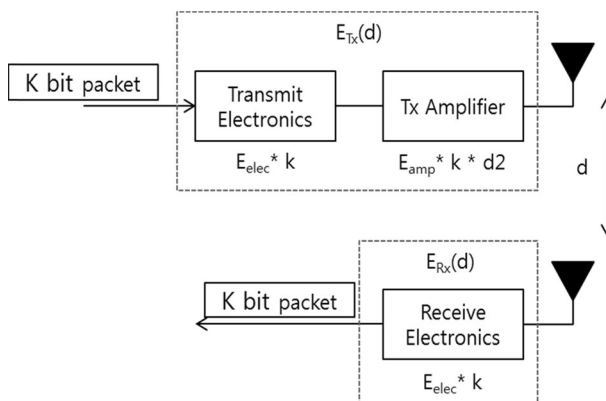 E_Tx(d)
K bit packet
Transmit
Electronics
Tx Amplifier
E_elec* k
E_amp* k * d2
d
E_Rx(d)
K bit packet
Receive
Electronics
E_elec* k